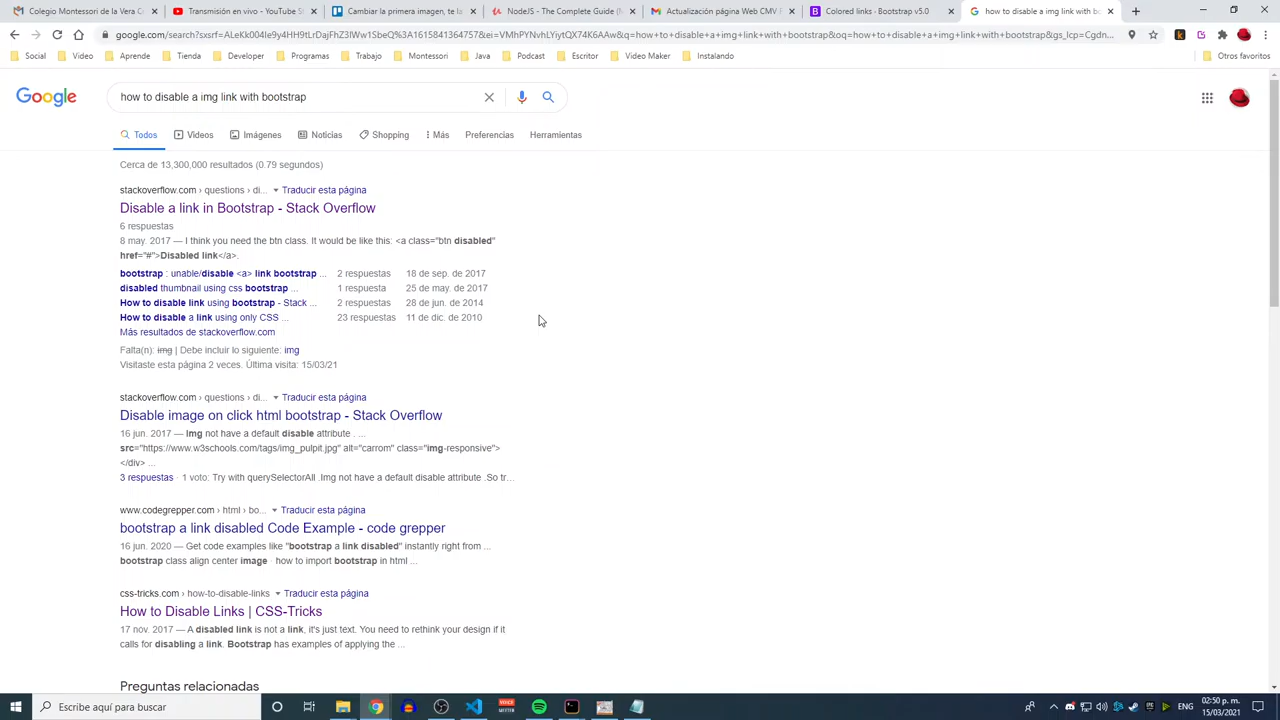 Colegio Montessori de la Vera C
Transmisión en vivo - YouTube S
Cambiar la primera imagen, te la
NodeJS - The Complete Guide (M
Actualización página Web CMV A
Colored links · Bootstrap v5.0
how to disable a img link with bo
google.com/search?sxsrf=
Social
Video
Aprende
Tienda
Developer
Programas
Trabajo
Montessori
Java
Podcast
Escritor
Video Maker
Instalando
Otros favoritos
Google
how to disable a img link with bootstrap
Todos
Videos
Imágenes
Noticias
Shopping
Más
Preferencias
Herramientas
Cerca de 13,300,000 resultados (0.79 segundos)
stackoverflow.com › questions › di... Traducir esta página
Disable a link in Bootstrap - Stack Overflow
6 respuestas
8 may. 2017 — I think you need the btn class. It would be like this: <a class="btn disabled"
href="#">Disabled link</a>.
bootstrap : unable/disable <a> link bootstrap ... 2 respuestas 18 de sep. de 2017
disabled thumbnail using css bootstrap ... 1 respuesta 25 de may. de 2017
How to disable link using bootstrap - Stack ... 2 respuestas 28 de jun. de 2014
How to disable a link using only CSS ... 23 respuestas 11 de dic. de 2010
Más resultados de stackoverflow.com
Falta(n): img | Debe incluir lo siguiente: img
Visitaste esta página 2 veces. Última visita: 15/03/21
stackoverflow.com › questions › di... Traducir esta página
Disable image on click html bootstrap - Stack Overflow
16 jun. 2017 — Img not have a default disable attribute . ...
src="https://www.w3schools.com/tags/img_pulpit.jpg" alt="carrom" class="img-responsive">
</div> ...
3 respuestas · 1 voto: Try with querySelectorAll .Img not have a default disable attribute .So tr...
www.codegrepper.com › html › bo... Traducir esta página
bootstrap a link disabled Code Example - code grepper
16 jun. 2020 — Get code examples like "bootstrap a link disabled" instantly right from ...
bootstrap class align center image · how to import bootstrap in html ...
css-tricks.com › how-to-disable-links Traducir esta página
How to Disable Links | CSS-Tricks
17 nov. 2017 — A disabled link is not a link, it's just text. You need to rethink your design if it
calls for disabling a link. Bootstrap has examples of applying the ...
Preguntas relacionadas
Escribe aquí para buscar
ENG
02:50 p. m.
15/03/2021